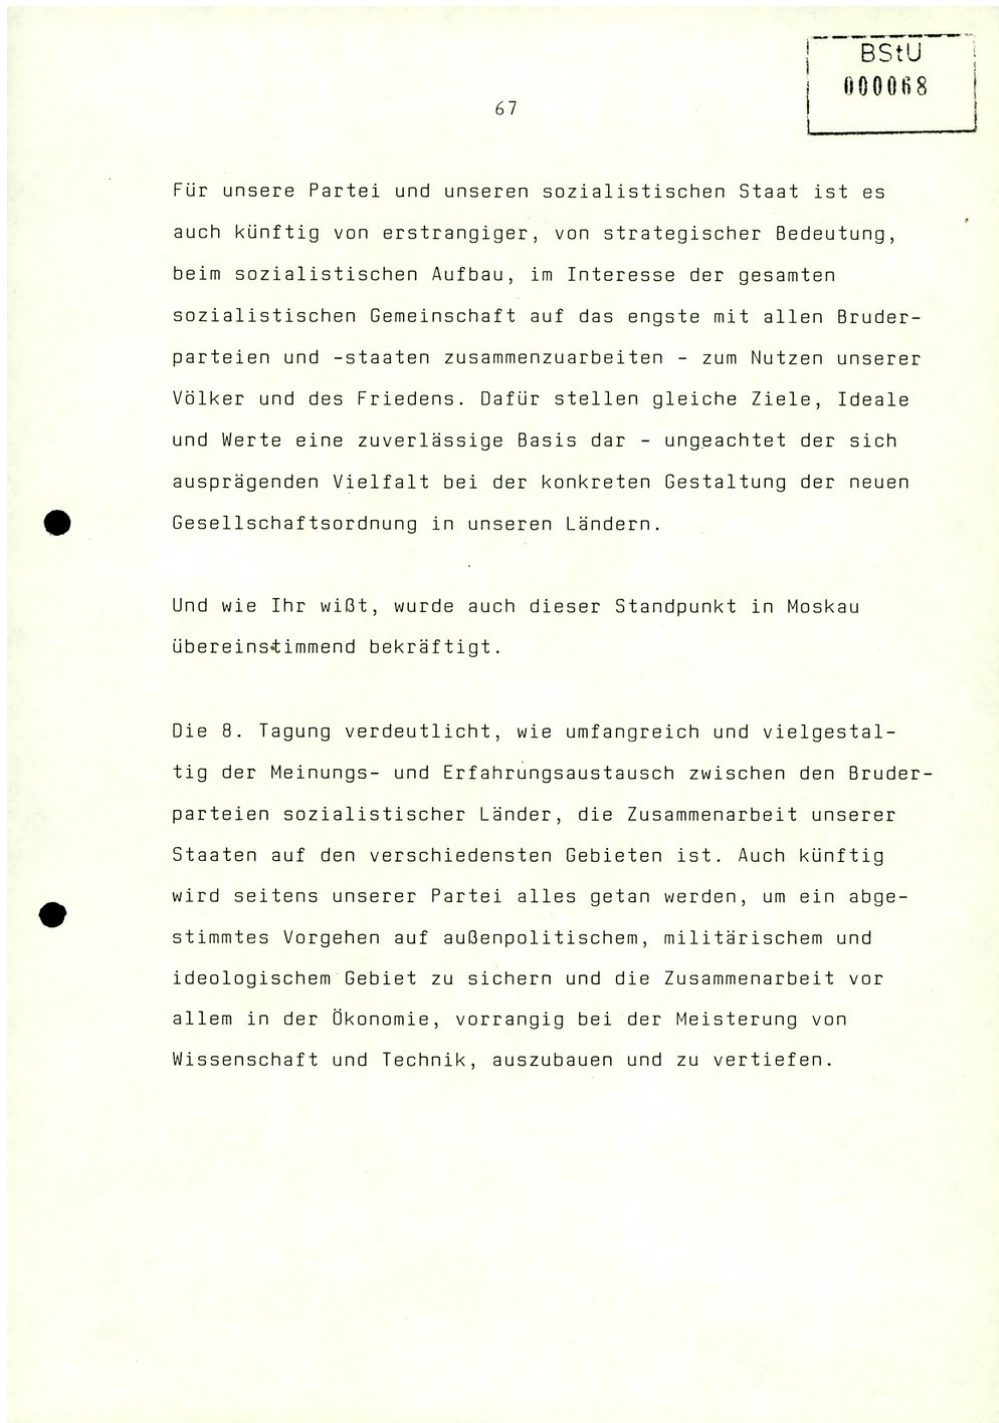 BStU
000068
67
Für unsere Partei und unseren sozialistischen Staat ist es
auch künftig von erstrangiger, von strategischer Bedeutung,
beim sozialistischen Aufbau, im Interesse der gesamten
sozialistischen Gemeinschaft auf das engste mit allen Bruder-
parteien und -staaten zusammenzuarbeiten - zum Nutzen unserer
Völker und des Friedens. Dafür stellen gleiche Ziele, Ideale
und Werte eine zuverlässige Basis dar - ungeachtet der sich
ausprägenden Vielfalt bei der konkreten Gestaltung der neuen
Gesellschaftsordnung in unseren Ländern.
Und wie Ihr wißt, wurde auch dieser Standpunkt in Moskau
übereinstimmend bekräftigt.
Die 8. Tagung verdeutlicht, wie umfangreich und vielgestal-
tig der Meinungs- und Erfahrungsaustausch zwischen den Bruder-
parteien sozialistischer Länder, die Zusammenarbeit unserer
Staaten auf den verschiedensten Gebieten ist. Auch künftig
wird seitens unserer Partei alles getan werden, um ein abge-
stimmtes Vorgehen auf außenpolitischem, militärischem und
ideologischem Gebiet zu sichern und die Zusammenarbeit vor
allem in der Ökonomie, vorrangig bei der Meisterung von
Wissenschaft und Technik, auszubauen und zu vertiefen.